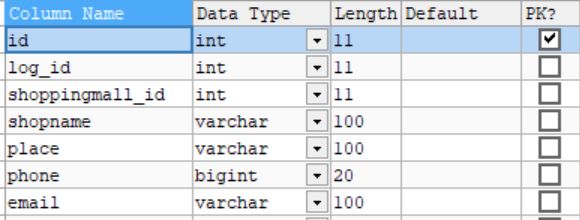 Column Name Data Type Length Default PK?
id int 11
log_id int 11
shoppingmall_id int 11
shopname varchar 100
place varchar 100
phone bigint 20
email varchar 100